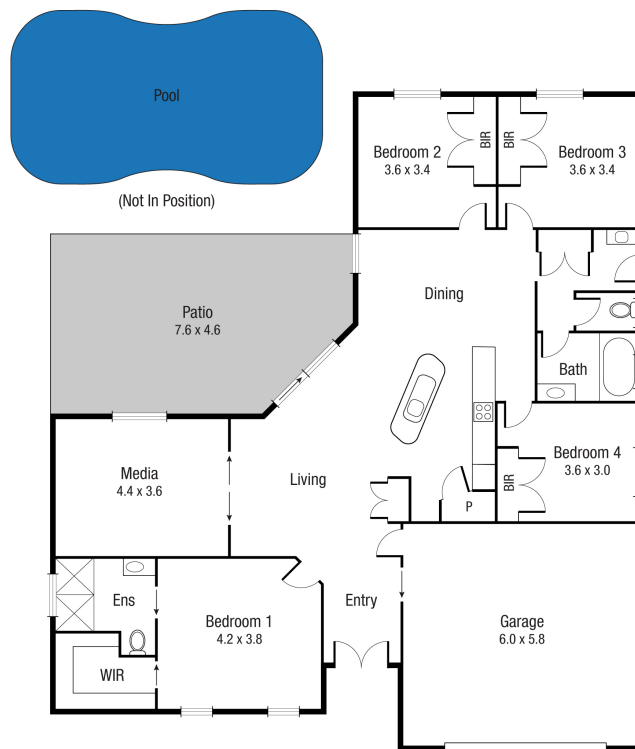 Pool
(Not In Position)
Bedroom 2
3.6 x 3.4
BIR
BIR
Bedroom 3
3.6 x 3.4
Patio
7.6 x 4.6
Dining
Bath
Media
4.4 x 3.6
Living
Bedroom 4
3.6 x 3.0
BIR
P
Ens
Bedroom 1
4.2 x 3.8
Entry
Garage
6.0 x 5.8
WIR